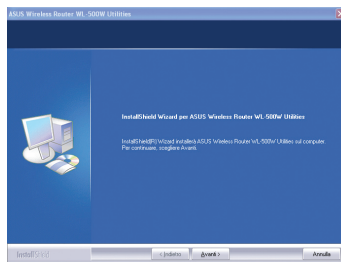 ASUS Wireless Router WL-500W Utilities
InstallShield Wizard per ASUS Wireless Router WL-500W Utilities
InstallShield(R) Wizard installerà ASUS Wireless Router WL-500W Utilities sul computer.
Per continuare, scegliere Avanti.
InstallShield
< Indietro
Avanti >
Annulla